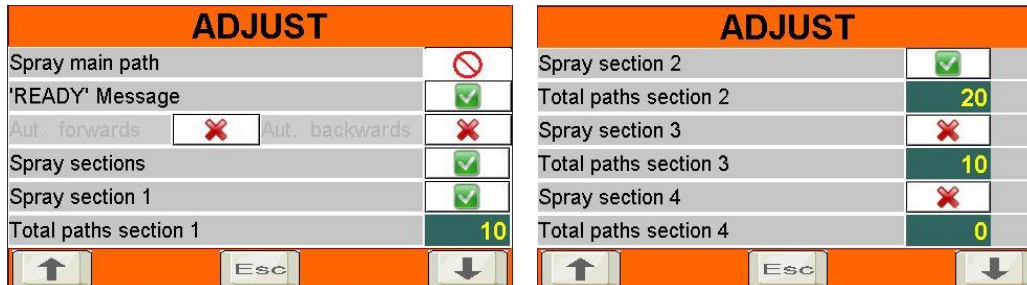 ADJUST
Spray main path
'READY' Message
Aut. forwards Aut. backwards
Spray sections
Spray section 1
Total paths section 1 10
Esc
ADJUST
Spray section 2
Total paths section 2 20
Spray section 3
Total paths section 3 10
Spray section 4
Total paths section 4 0
Esc